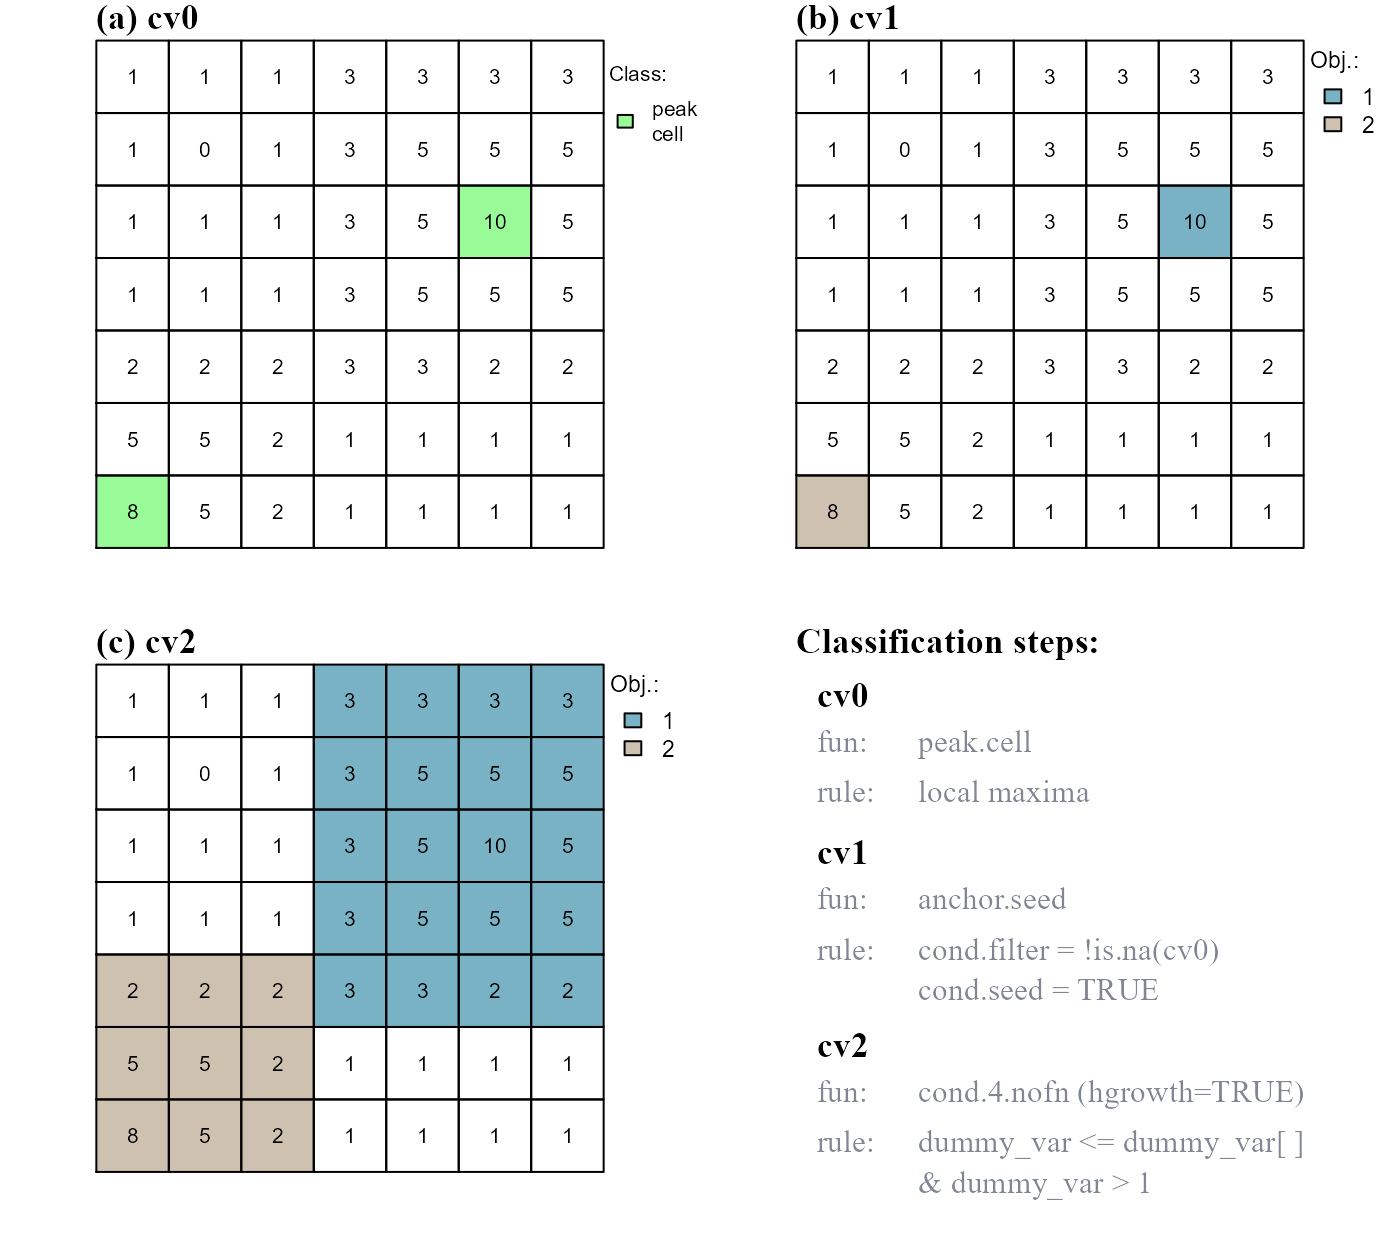 (a) cv0
1 1 1 3 3 3 3
1 0 1 3 5 5 5
1 1 1 3 5 10 5
1 1 1 3 5 5 5
2 2 2 3 3 2 2
5 5 2 1 1 1 1
8 5 2 1 1 1 1
Class:
peak
cell
(b) cv1
1 1 1 3 3 3 3
1 0 1 3 5 5 5
1 1 1 3 5 10 5
1 1 1 3 5 5 5
2 2 2 3 3 2 2
5 5 2 1 1 1 1
8 5 2 1 1 1 1
Obj.:
1
2
(c) cv2
1 1 1 3 3 3 3
1 0 1 3 5 5 5
1 1 1 3 5 10 5
1 1 1 3 5 5 5
2 2 2 3 3 2 2
5 5 2 1 1 1 1
8 5 2 1 1 1 1
Obj.:
1
2
Classification steps:
cv0
fun: peak.cell
rule: local maxima
cv1
fun: anchor.seed
rule: cond.filter = !is.na(cv0)
cond.seed = TRUE
cv2
fun: cond.4.nofn (hgrowth=TRUE)
rule: dummy_var <= dummy_var[ ]
& dummy_var > 1